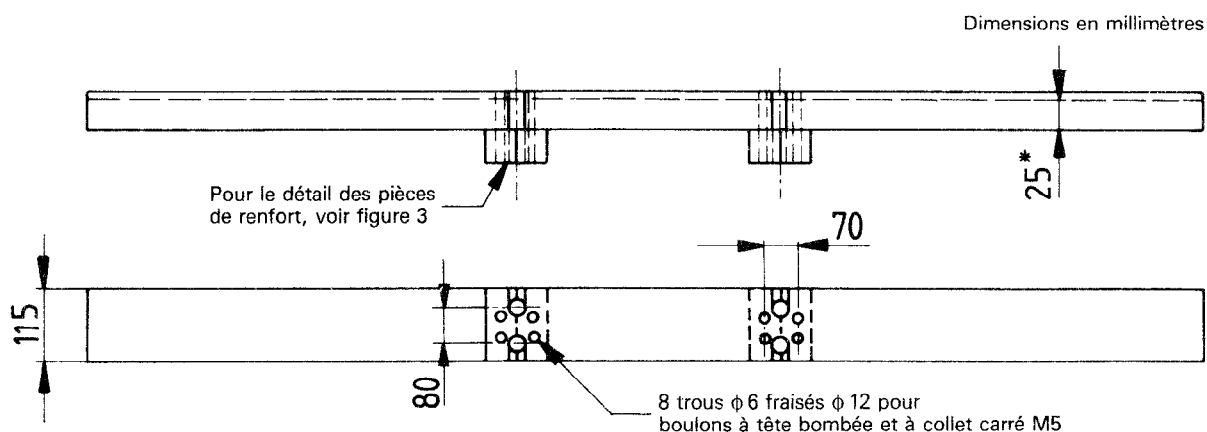 Dimensions en millimètres
25*
Pour le détail des pièces
de renfort, voir figure 3
70
115
80
8 trous ϕ 6 fraisés ϕ 12 pour
boulons à tête bombée et à collet carré M5